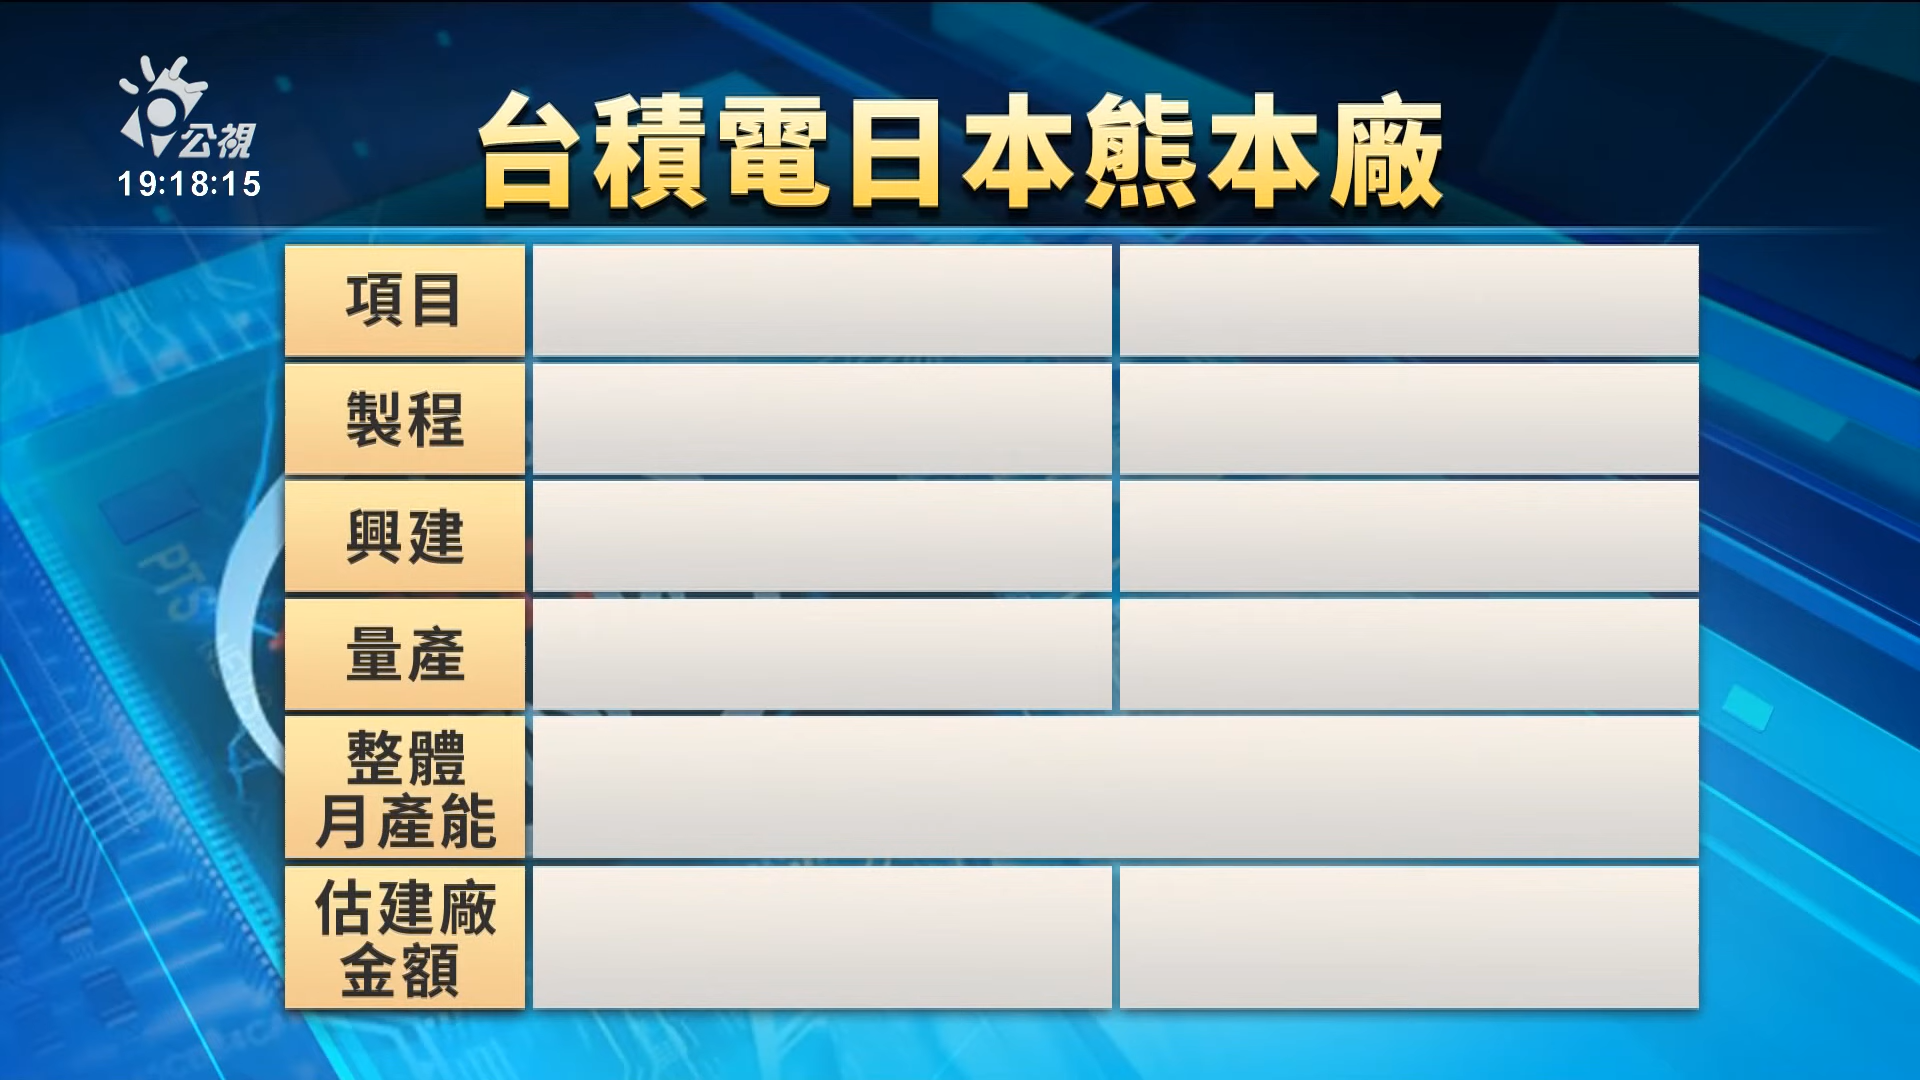 公視
19:18:15
台積電日本熊本廠
項目
製程
興建
量產
整體
月產能
估建廠
金額
PTS